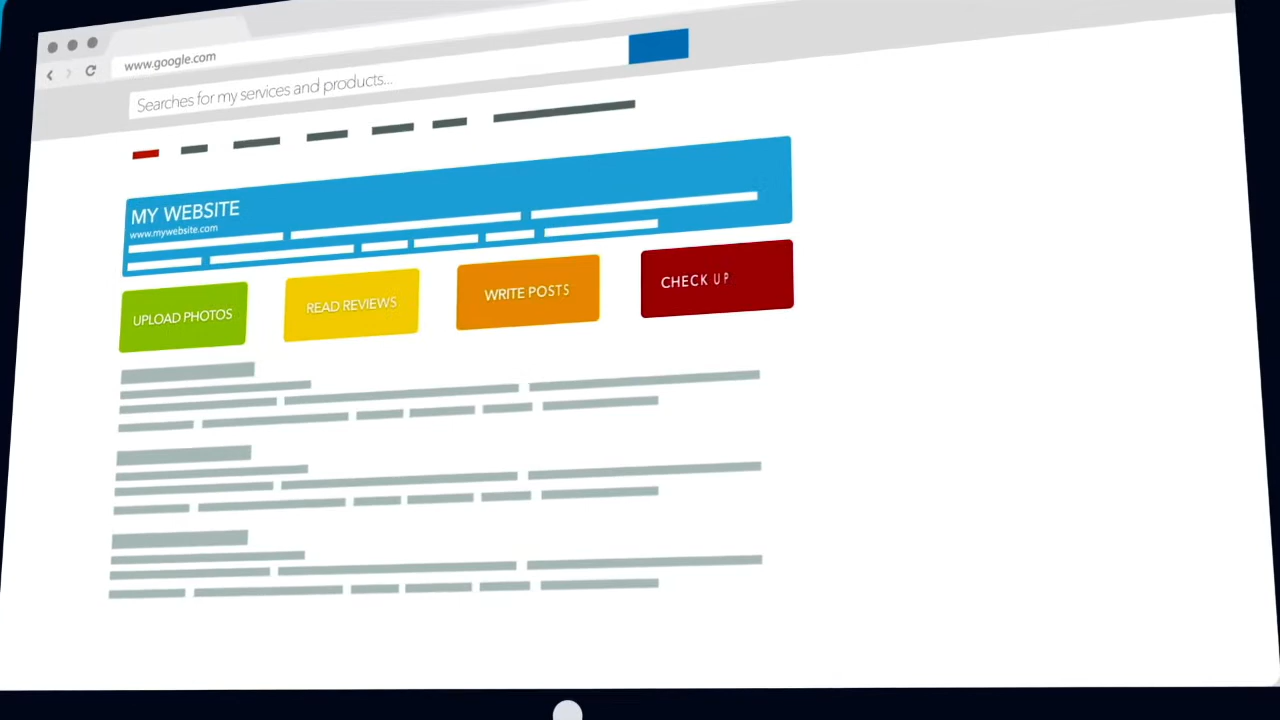 www.google.com
Searches for my services and products...
MY WEBSITE
www.mywebsite.com
UPLOAD PHOTOS
READ REVIEWS
WRITE POSTS
CHECK UP